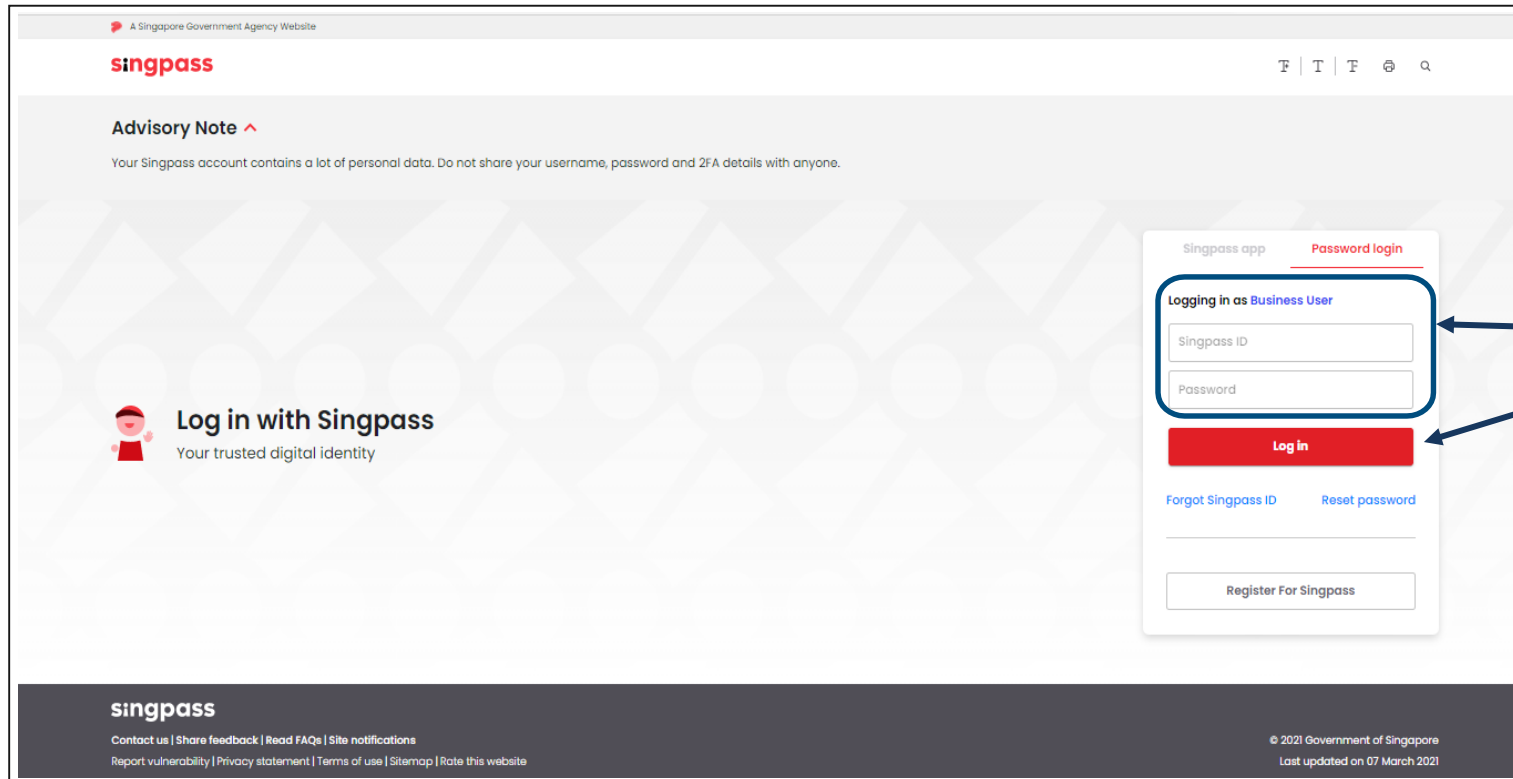 A Singapore Government Agency Website
singpass
T+ | T | T-
Advisory Note
Your Singpass account contains a lot of personal data. Do not share your username, password and 2FA details with anyone.
Singpass app Password login
Logging in as Business User
Singpass ID
Password
Log in with Singpass
Your trusted digital identity
Log in
Forgot Singpass ID Reset password
Register For Singpass
singpass
Contact us | Share feedback | Read FAQs | Site notifications
Report vulnerability | Privacy statement | Terms of use | Sitemap | Rate this website
© 2021 Government of Singapore
Last updated on 07 March 2021